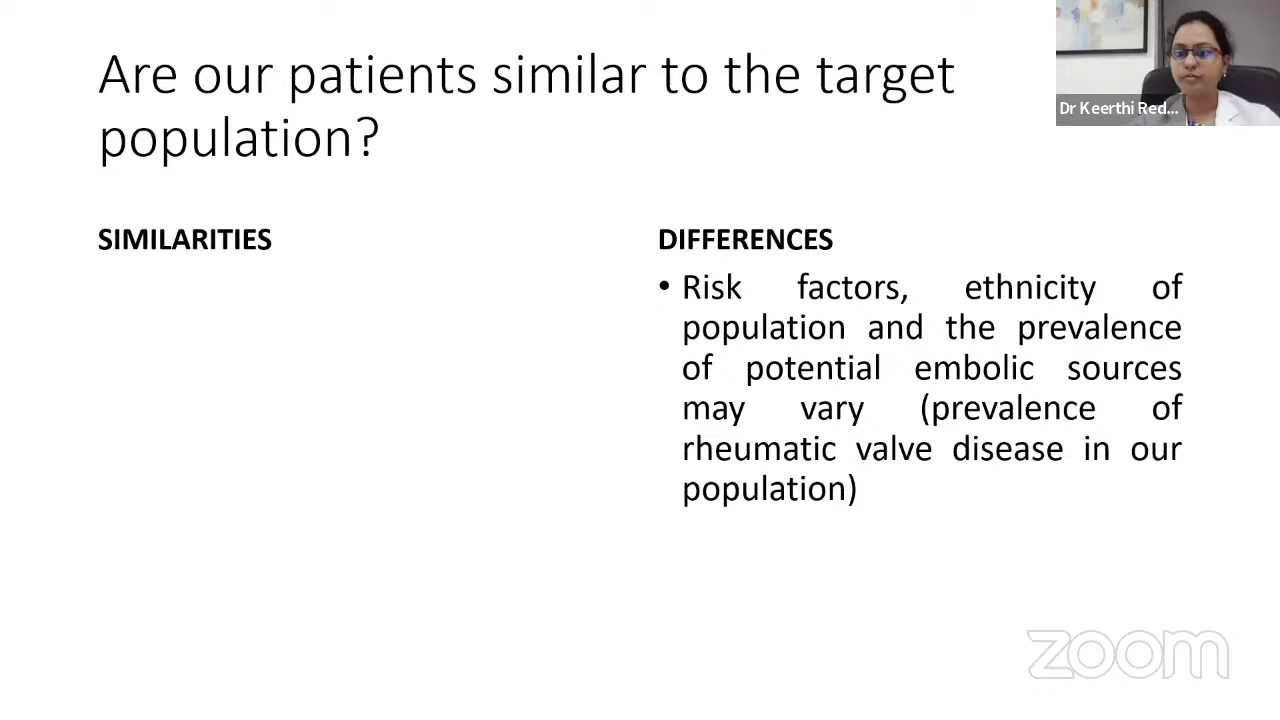 Are our patients similar to the target
population?
Dr Keerthi Red...
SIMILARITIES
DIFFERENCES
• Risk factors, ethnicity of
population and the prevalence
of potential embolic sources
may vary (prevalence of
rheumatic valve disease in our
population)
zoom